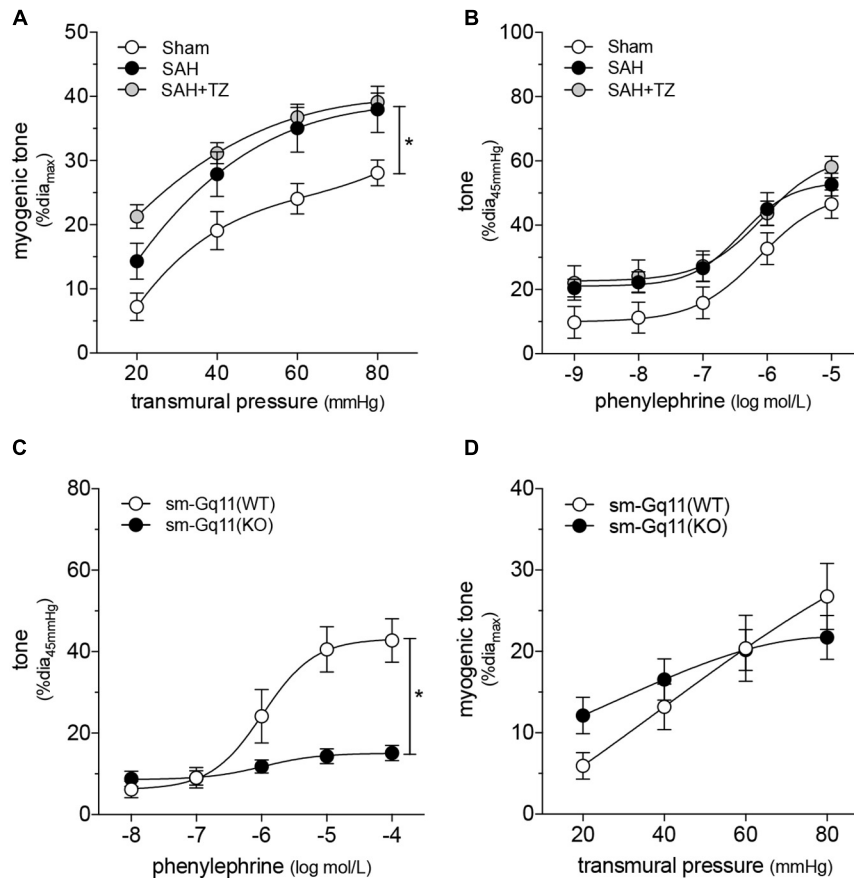 A
Sham
SAH
SAH+TZ
50
40
30
20
10
0
myogenic tone
(%dia_max)
*
20 40 60 80
transmural pressure (mmHg)
B
Sham
SAH
SAH+TZ
100
80
60
40
20
0
tone
(%dia_45mmHg)
-9 -8 -7 -6 -5
phenylephrine (log mol/L)
C
sm-Gq11(WT)
sm-Gq11(KO)
80
60
40
20
0
tone
(%dia_45mmHg)
*
-8 -7 -6 -5 -4
phenylephrine (log mol/L)
D
sm-Gq11(WT)
sm-Gq11(KO)
40
30
20
10
0
myogenic tone
(%dia_max)
20 40 60 80
transmural pressure (mmHg)